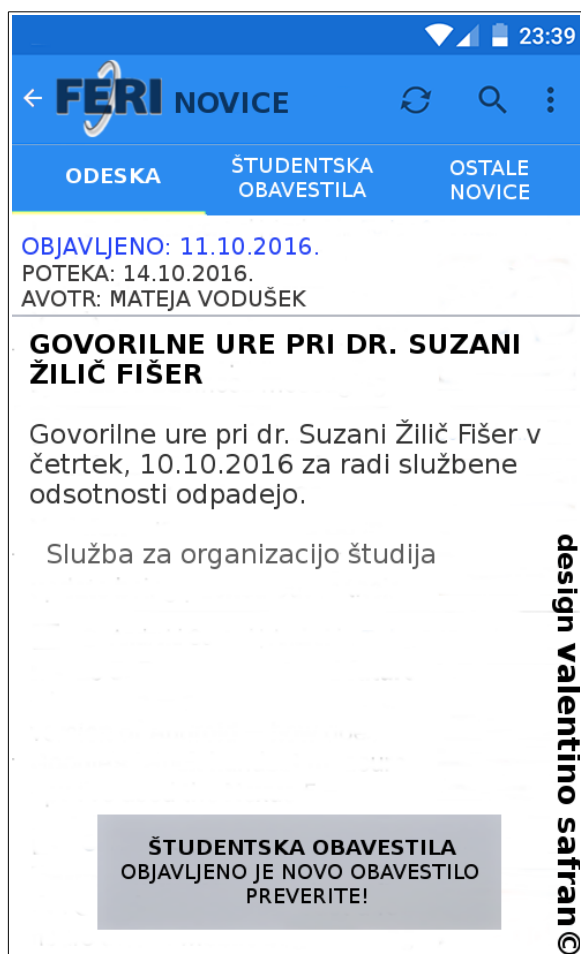 23:39
FERI NOVICE
ODESKA
ŠTUDENTSKA
OBAVESTILA
OSTALE
NOVICE
OBJAVLJENO: 11.10.2016.
POTEKA: 14.10.2016.
AVOTR: MATEJA VODUŠEK
GOVORILNE URE PRI DR. SUZANI
ŽILIČ FIŠER
Govorilne ure pri dr. Suzani Žilič Fišer v
četrtek, 10.10.2016 za radi službene
odsotnosti odpadejo.
Služba za organizacijo študija
ŠTUDENTSKA OBAVESTILA
OBJAVLJENO JE NOVO OBAVESTILO
PREVERITE!
design valentino safran©